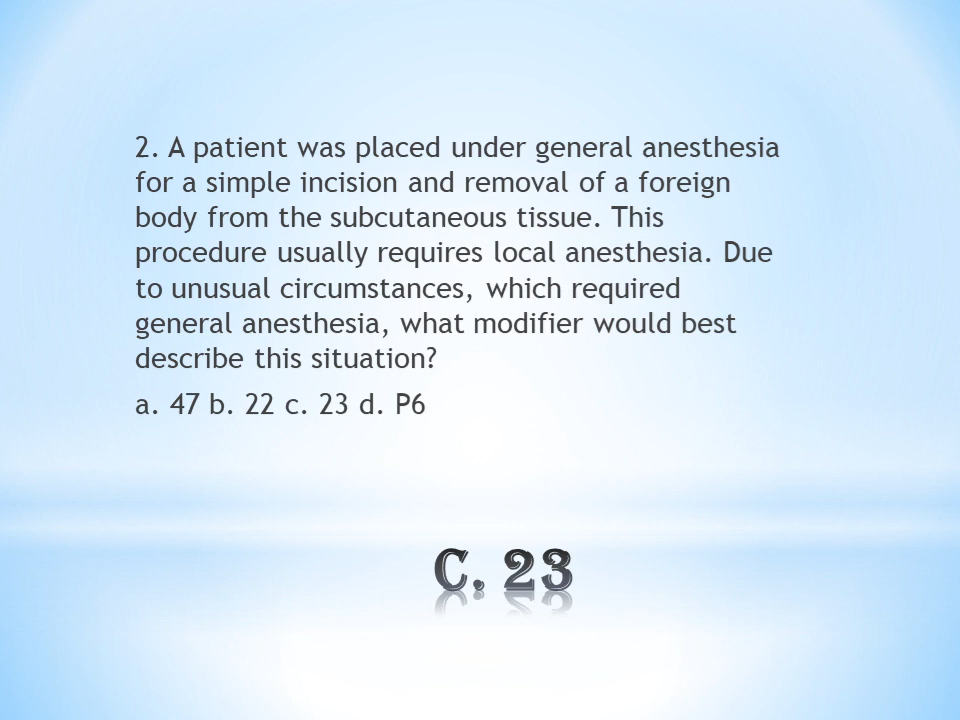 2. A patient was placed under general anesthesia
for a simple incision and removal of a foreign
body from the subcutaneous tissue. This
procedure usually requires local anesthesia. Due
to unusual circumstances, which required
general anesthesia, what modifier would best
describe this situation?
a. 47 b. 22 c. 23 d. P6
C. 23